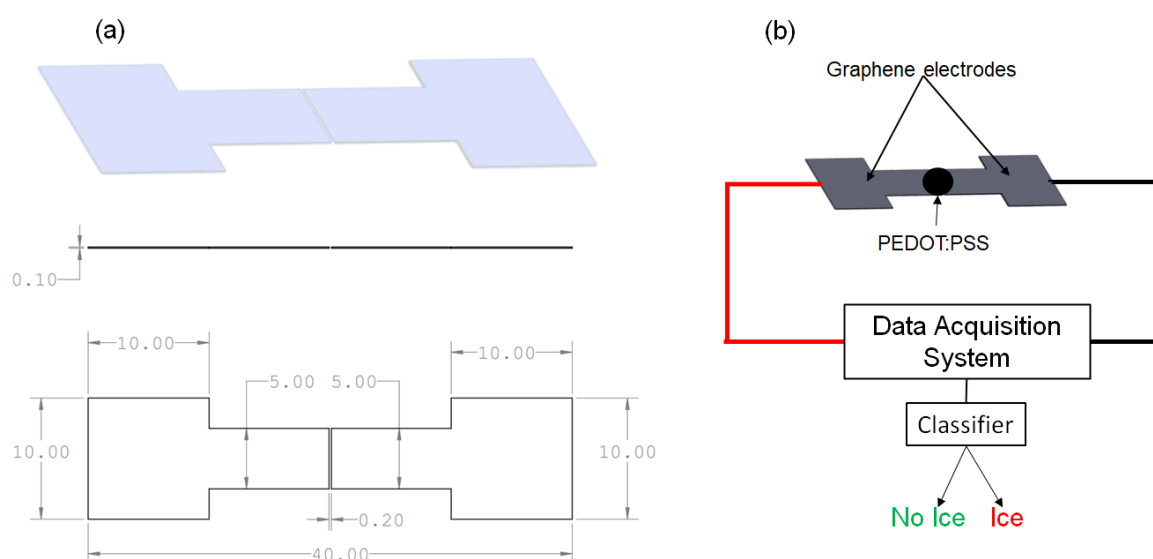 (a)
0.10
10.00
10.00
5.00 5.00
10.00
10.00
0.20
40.00
(b)
Graphene electrodes
PEDOT:PSS
Data Acquisition
System
Classifier
No Ice
Ice